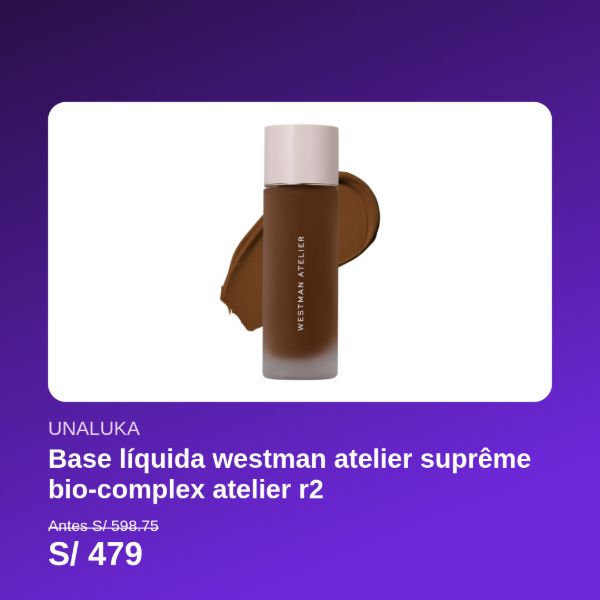 WESTMAN ATELIER
UNALUKA
Base líquida westman atelier suprême
bio-complex atelier r2
Antes S/ 598.75
S/ 479